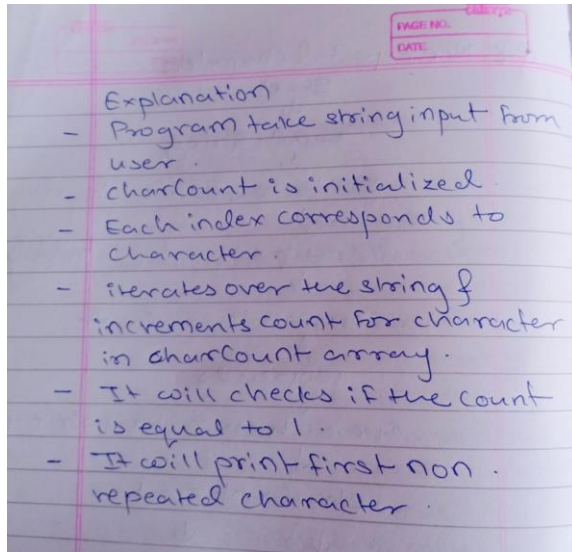 PAGE NO.
DATE
Explanation
- Program take string input from
user.
- charCount is initialized.
- Each index corresponds to
character.
- iterates over the string &
increments count for character
in charCount array.
- It will checks if the count
is equal to 1.
- It will print first non.
repeated character.